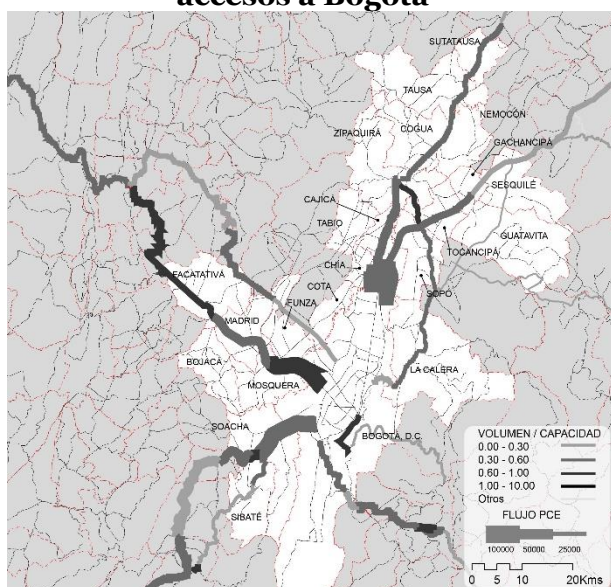 accesos a Bogotá
SUTATAUSA
TAUSA
NEMOCÓN
ZIPAQUIRÁ
COGUA
GACHANCIPÁ
SESQUILÉ
CAJICA
TABIO
GUATAVITA
TOCANCIPÁ
CHÍA
COTA
SOPÓ
FACATATIVÁ
FUNZA
MADRID
BOJACÁ
LA CALERA
MOSQUERA
SOACHA
BOGOTÁ, D.C.
SIBATÉ
VOLUMEN / CAPACIDAD
0.00 - 0.30
0.30 - 0.60
0.60 - 1.00
1.00 - 10.00
Otros
FLUJO PCE
100000 50000 25000
0 5 10 20Kms